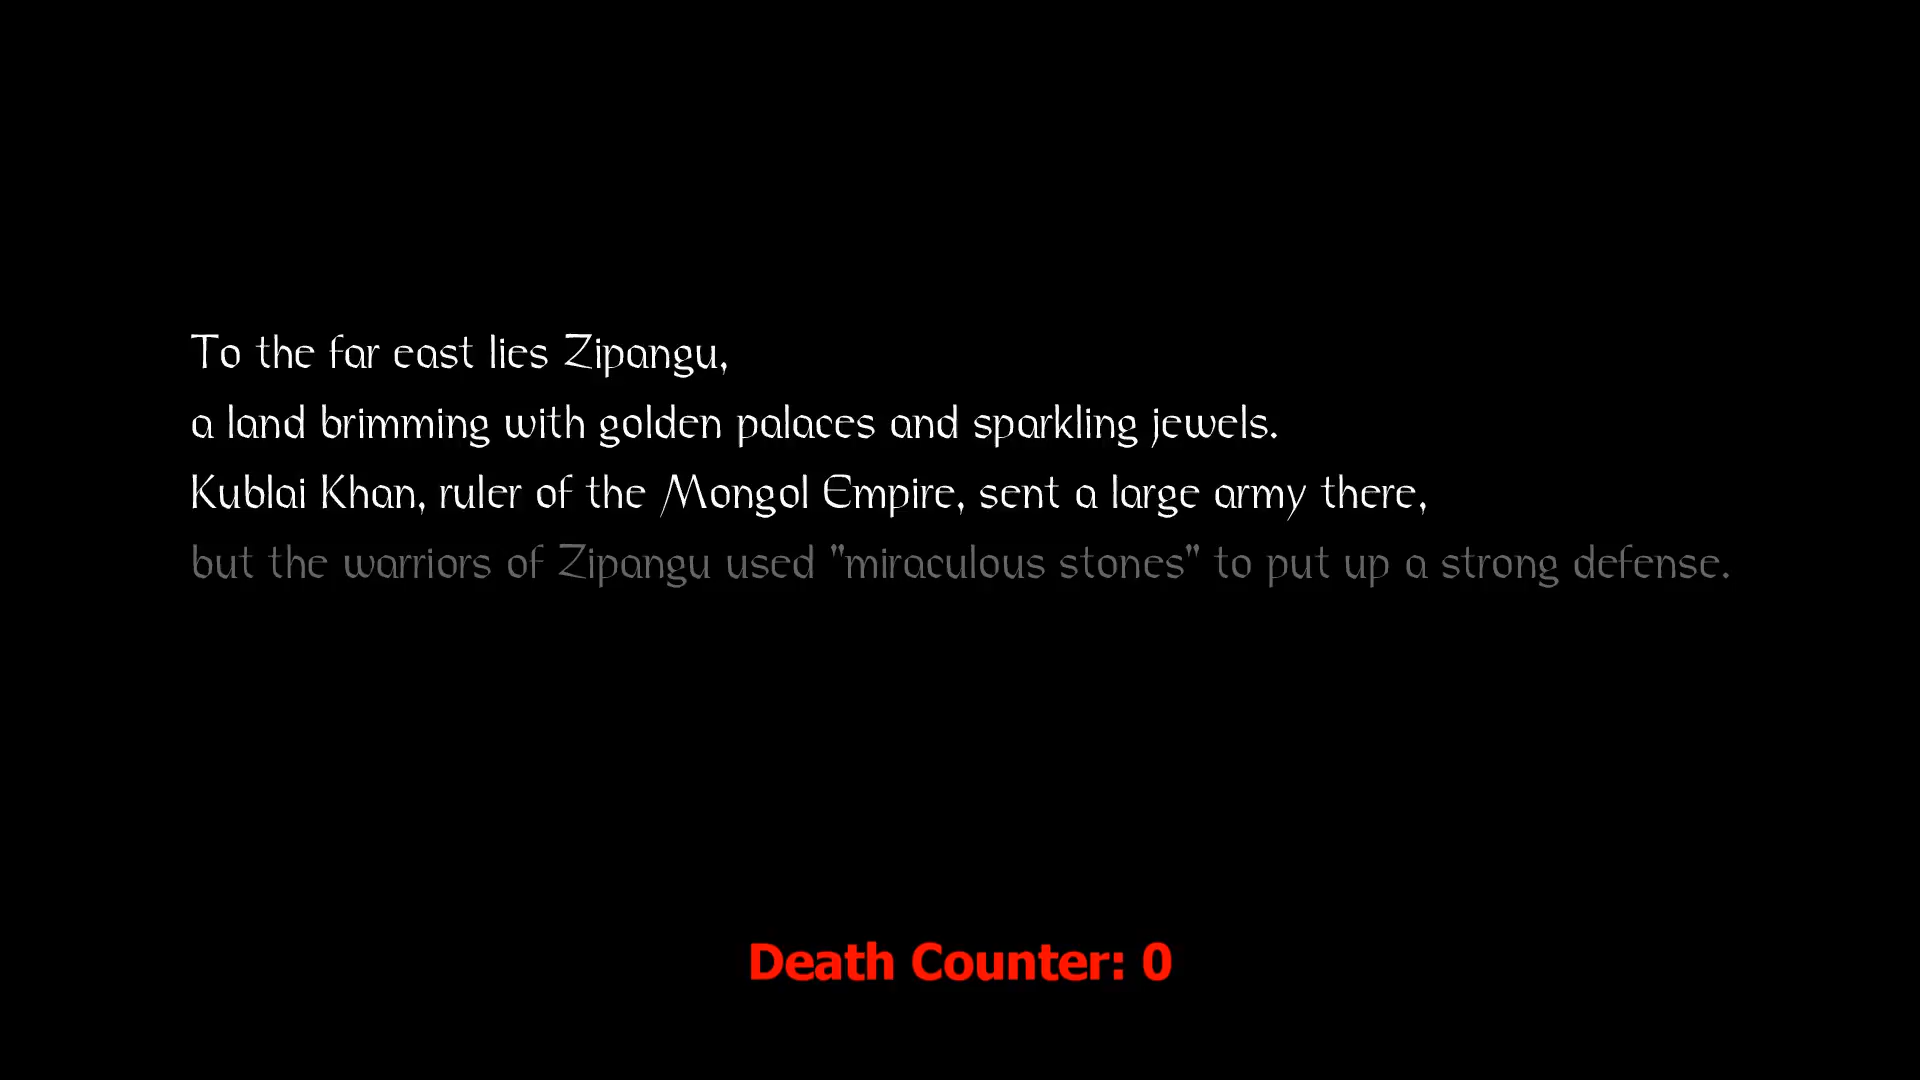 To the far east lies Zipangu,
a land brimming with golden palaces and sparkling jewels.
Kublai Khan, ruler of the Mongol Empire, sent a large army there,
but the warriors of Zipangu used "miraculous stones" to put up a strong defense.
Death Counter: 0